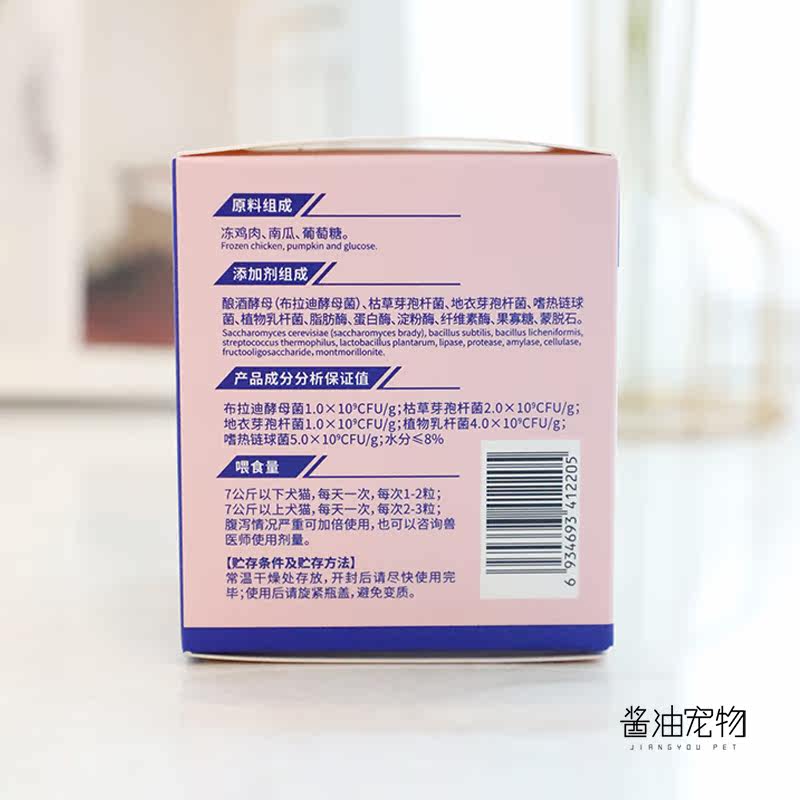 原料组成
冻鸡肉、南瓜、葡萄糖。
Frozen chicken, pumpkin and glucose.
添加剂组成
酿酒酵母(布拉迪酵母菌)、枯草芽孢杆菌、地衣芽孢杆菌、嗜热链球
菌、植物乳杆菌、脂肪酶、蛋白酶、淀粉酶、纤维素酶、果寡糖、蒙脱石。
Saccharomyces cerevisiae (saccharomyces brady), bacillus subtilis, bacillus licheniformis,
streptococcus thermophilus, lactobacillus plantarum, lipase, protease, amylase, cellulase,
fructooligosaccharide, montmorillonite.
产品成分分析保证值
布拉迪酵母菌1.0×10⁹CFU/g;枯草芽孢杆菌2.0×10⁹CFU/g;
地衣芽孢杆菌1.0×10⁹CFU/g;植物乳杆菌4.0×10⁹CFU/g;
嗜热链球菌5.0×10⁹CFU/g;水分≤8%
喂食量
7公斤以下犬猫,每天一次,每次1-2粒;
7公斤以上犬猫,每天一次,每次2-3粒;
腹泻情况严重可加倍使用,也可以咨询兽
医师使用剂量。
【贮存条件及贮存方法】
常温干燥处存放,开封后请尽快使用完
毕;使用后请旋紧瓶盖,避免变质。
6 934693 412205
酱油宠物
JIANGYOU PET